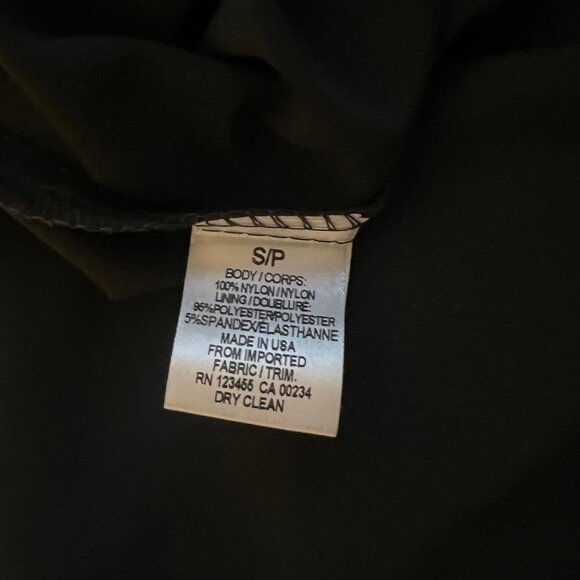 S/P
BODY / CORPS:
100% NYLON / NYLON
LINING / DOUBLURE:
95%POLYESTER/POLYESTER
5%SPANDEX/ÉLASTHANNE
MADE IN USA
FROM IMPORTED
FABRIC / TRIM.
RN 123455 CA 00234
DRY CLEAN